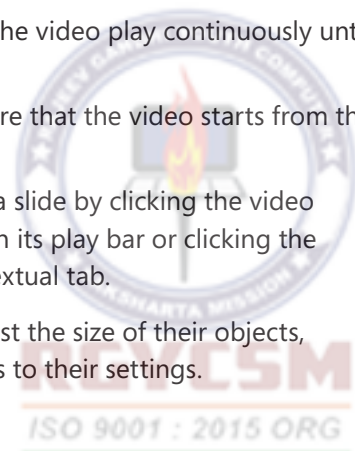 he video play continuously unt
re that the video starts from th
a slide by clicking the video
n its play bar or clicking the
extual tab.
st the size of their objects,
s to their settings.
RGYCSM
ISO 9001 : 2015 ORG